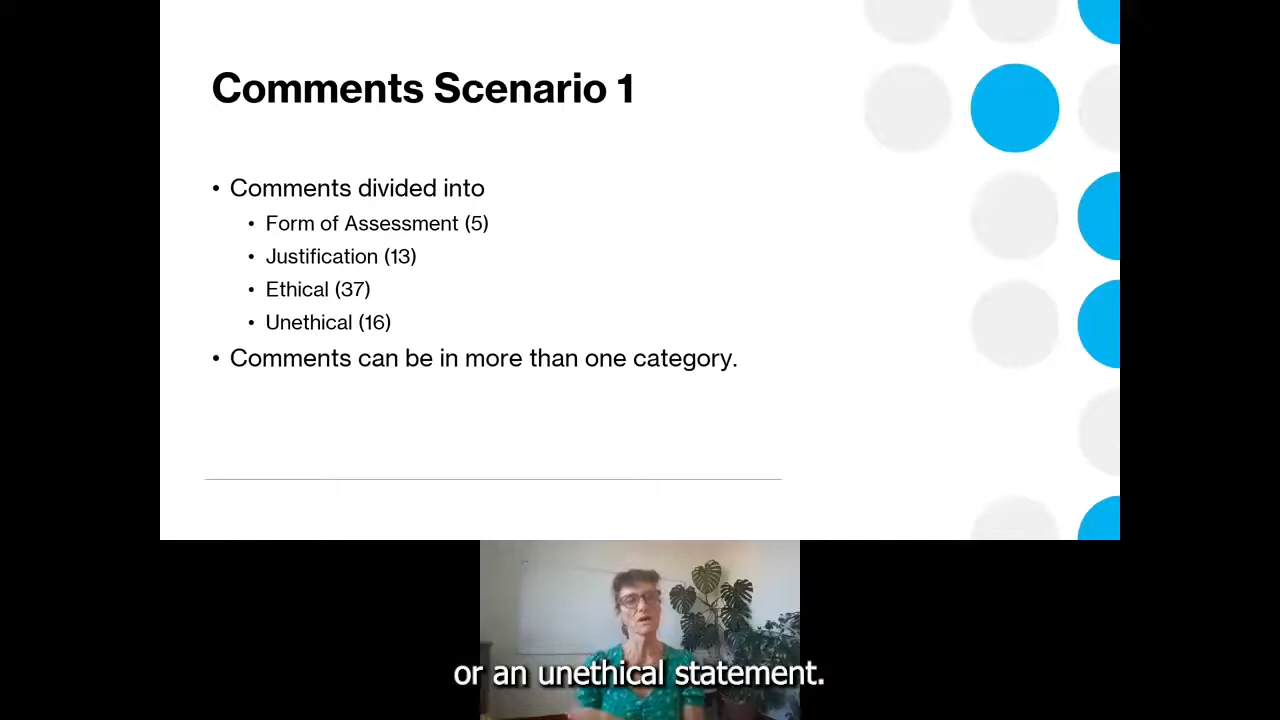 Comments Scenario 1
• Comments divided into
• Form of Assessment (5)
• Justification (13)
• Ethical (37)
• Unethical (16)
• Comments can be in more than one category.
or an unethical statement.